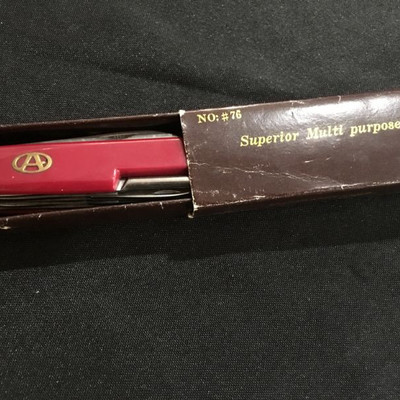 NO: #76
Superior Multi purpose
A